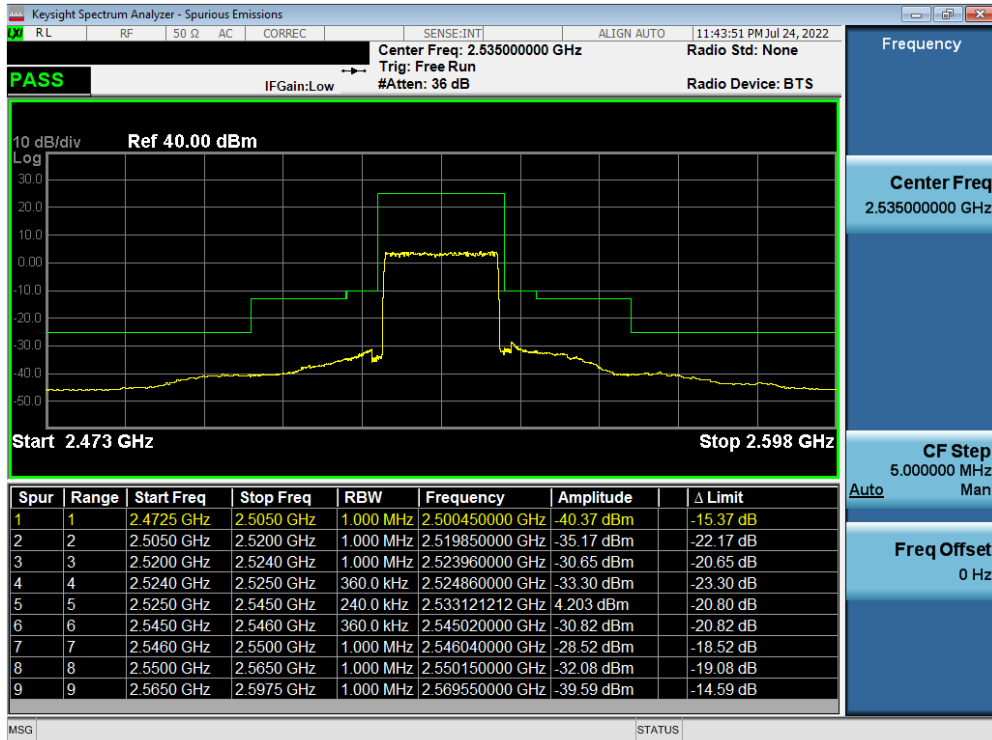 Keysight Spectrum Analyzer - Spurious Emissions
LXI RL RF 50 Ω AC CORREC SENSE:INT ALIGN AUTO 11:43:51 PM Jul 24, 2022
Center Freq: 2.535000000 GHz Radio Std: None
Trig: Free Run
PASS IFGain:Low #Atten: 36 dB Radio Device: BTS
Frequency
10 dB/div Ref 40.00 dBm
Log
30.0
20.0
10.0
0.00
-10.0
-20.0
-30.0
-40.0
-50.0
Start 2.473 GHz Stop 2.598 GHz
Center Freq
2.535000000 GHz
CF Step
5.000000 MHz
Auto Man
Freq Offset
0 Hz
Spur Range Start Freq Stop Freq RBW Frequency Amplitude Δ Limit
1 1 2.4725 GHz 2.5050 GHz 1.000 MHz 2.500450000 GHz -40.37 dBm -15.37 dB
2 2 2.5050 GHz 2.5200 GHz 1.000 MHz 2.519850000 GHz -35.17 dBm -22.17 dB
3 3 2.5200 GHz 2.5240 GHz 1.000 MHz 2.523960000 GHz -30.65 dBm -20.65 dB
4 4 2.5240 GHz 2.5250 GHz 360.0 kHz 2.524860000 GHz -33.30 dBm -23.30 dB
5 5 2.5250 GHz 2.5450 GHz 240.0 kHz 2.533121212 GHz 4.203 dBm -20.80 dB
6 6 2.5450 GHz 2.5460 GHz 360.0 kHz 2.545020000 GHz -30.82 dBm -20.82 dB
7 7 2.5460 GHz 2.5500 GHz 1.000 MHz 2.546040000 GHz -28.52 dBm -18.52 dB
8 8 2.5500 GHz 2.5650 GHz 1.000 MHz 2.550150000 GHz -32.08 dBm -19.08 dB
9 9 2.5650 GHz 2.5975 GHz 1.000 MHz 2.569550000 GHz -39.59 dBm -14.59 dB
MSG STATUS